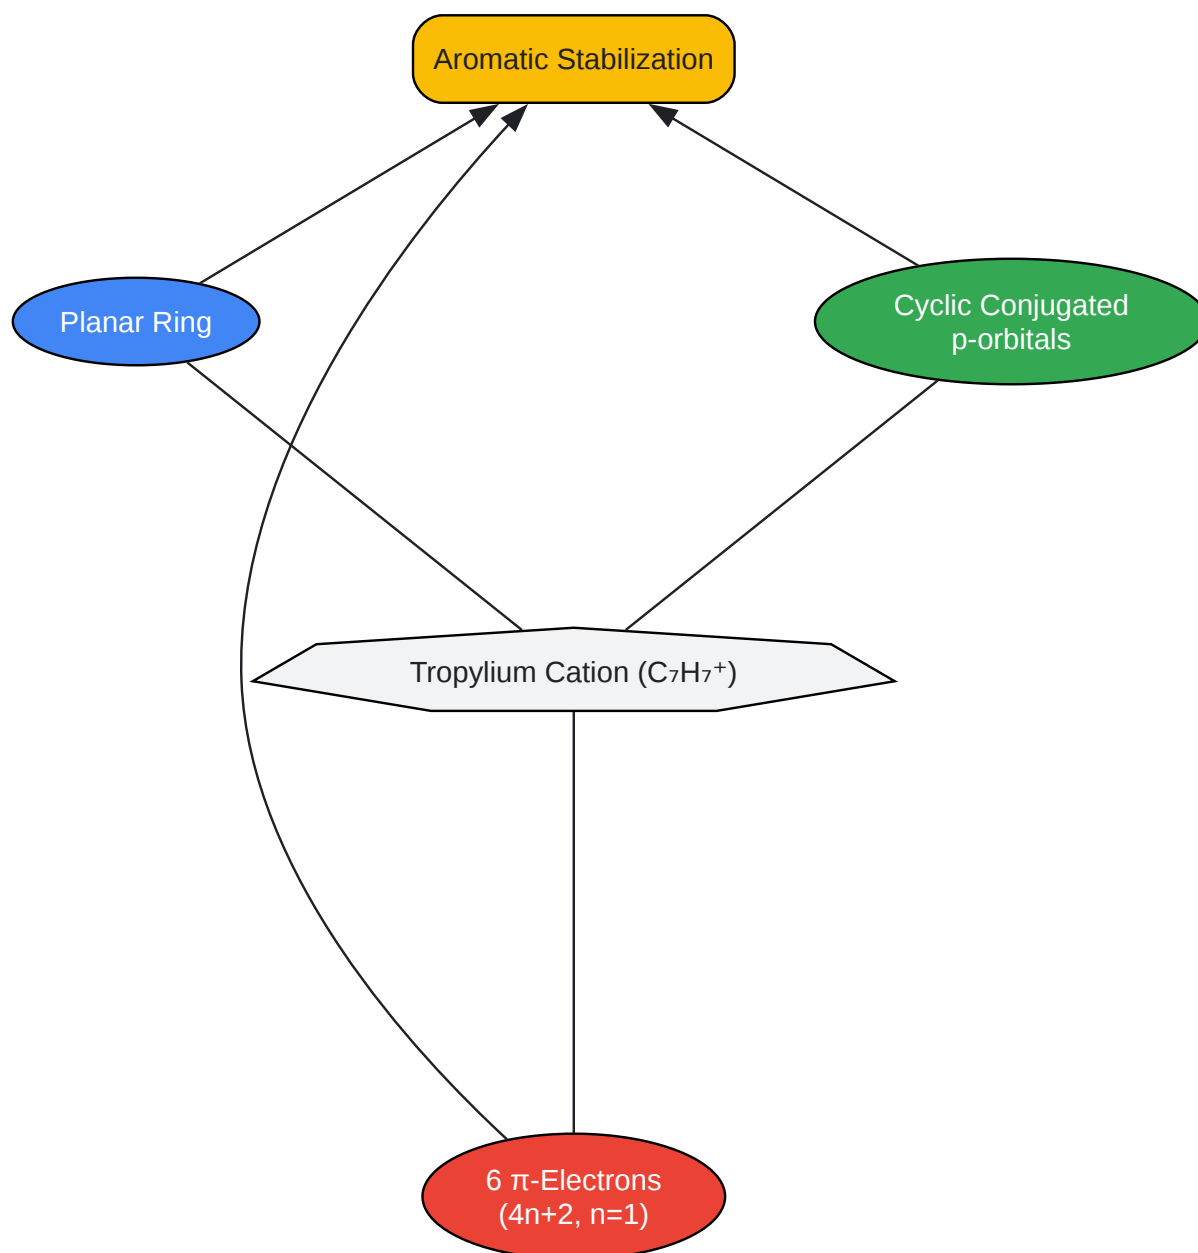 Aromatic Stabilization
Planar Ring
Cyclic Conjugated
p-orbitals
Tropylium Cation (C₇H₇⁺)
6 π-Electrons
(4n+2, n=1)